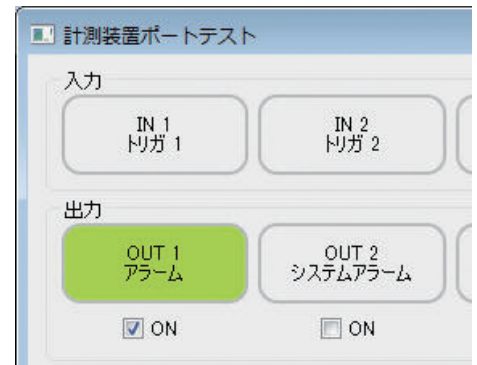 計測装置ポートテスト
入力
IN 1
トリガ 1
IN 2
トリガ 2
出力
OUT 1
アラーム
OUT 2
システムアラーム
ON
ON